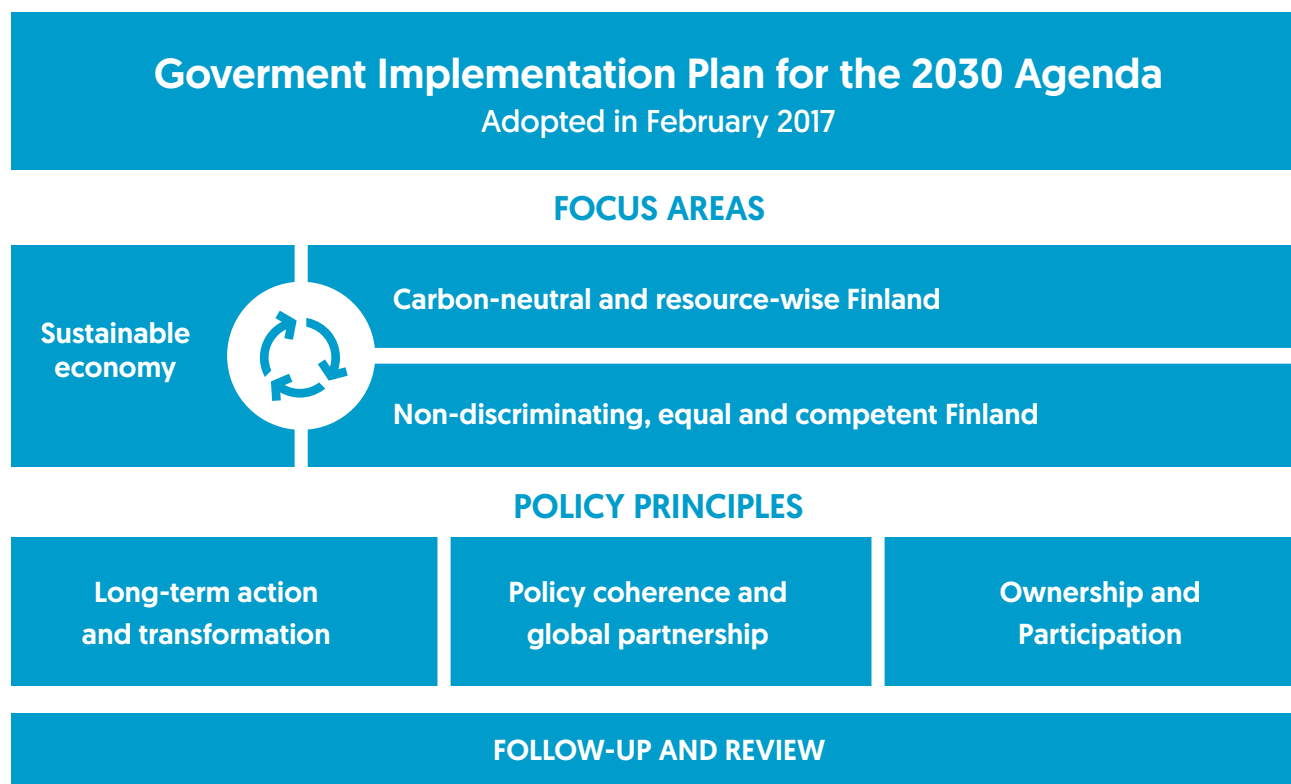 Goverment Implementation Plan for the 2030 Agenda
Adopted in February 2017
FOCUS AREAS
Sustainable
economy
Carbon-neutral and resource-wise Finland
Non-discriminating, equal and competent Finland
POLICY PRINCIPLES
Long-term action
and transformation
Policy coherence and
global partnership
Ownership and
Participation
FOLLOW-UP AND REVIEW